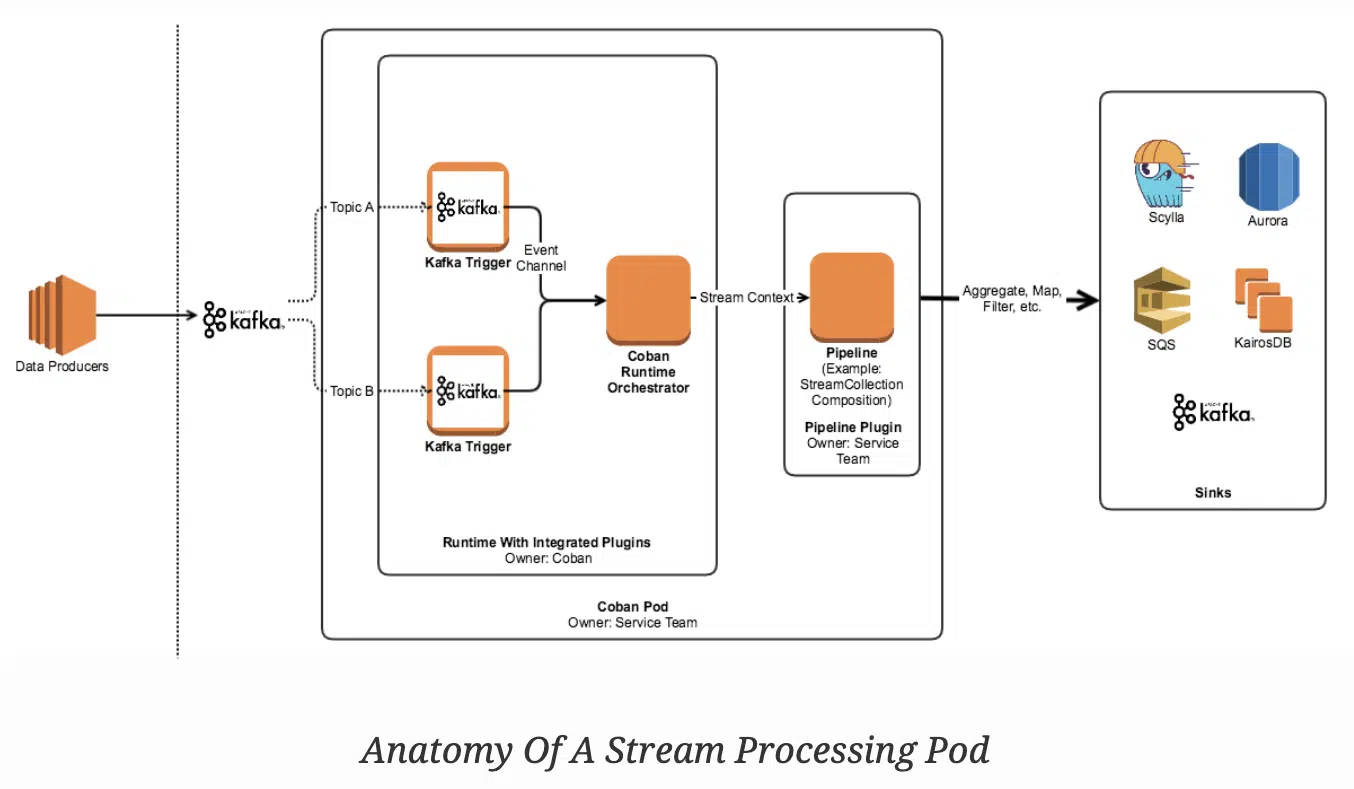 Data Producers
kafka
Topic A
Topic B
kafka
Kafka Trigger
Event
Channel
kafka
Kafka Trigger
Coban
Runtime
Orchestrator
Runtime With Integrated Plugins
Owner: Coban
Stream Context
Pipeline
(Example:
StreamCollection
Composition)
Pipeline Plugin
Owner: Service
Team
Coban Pod
Owner: Service Team
Aggregate, Map,
Filter, etc.
Scylla
Aurora
SQS
KairosDB
kafka
Sinks
Anatomy Of A Stream Processing Pod